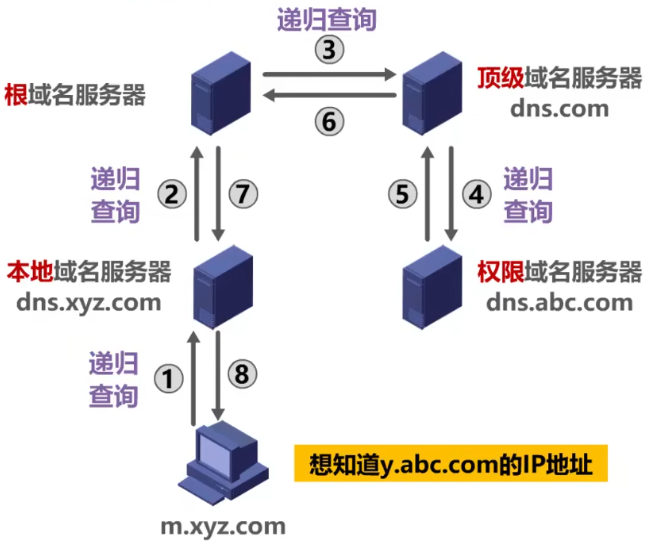 递归查询
③
根域名服务器
顶级域名服务器
dns.com
⑥
递归
查询
②
⑦
⑤
④
递归
查询
本地域名服务器
dns.xyz.com
权限域名服务器
dns.abc.com
递归
查询
①
⑧
想知道y.abc.com的IP地址
m.xyz.com